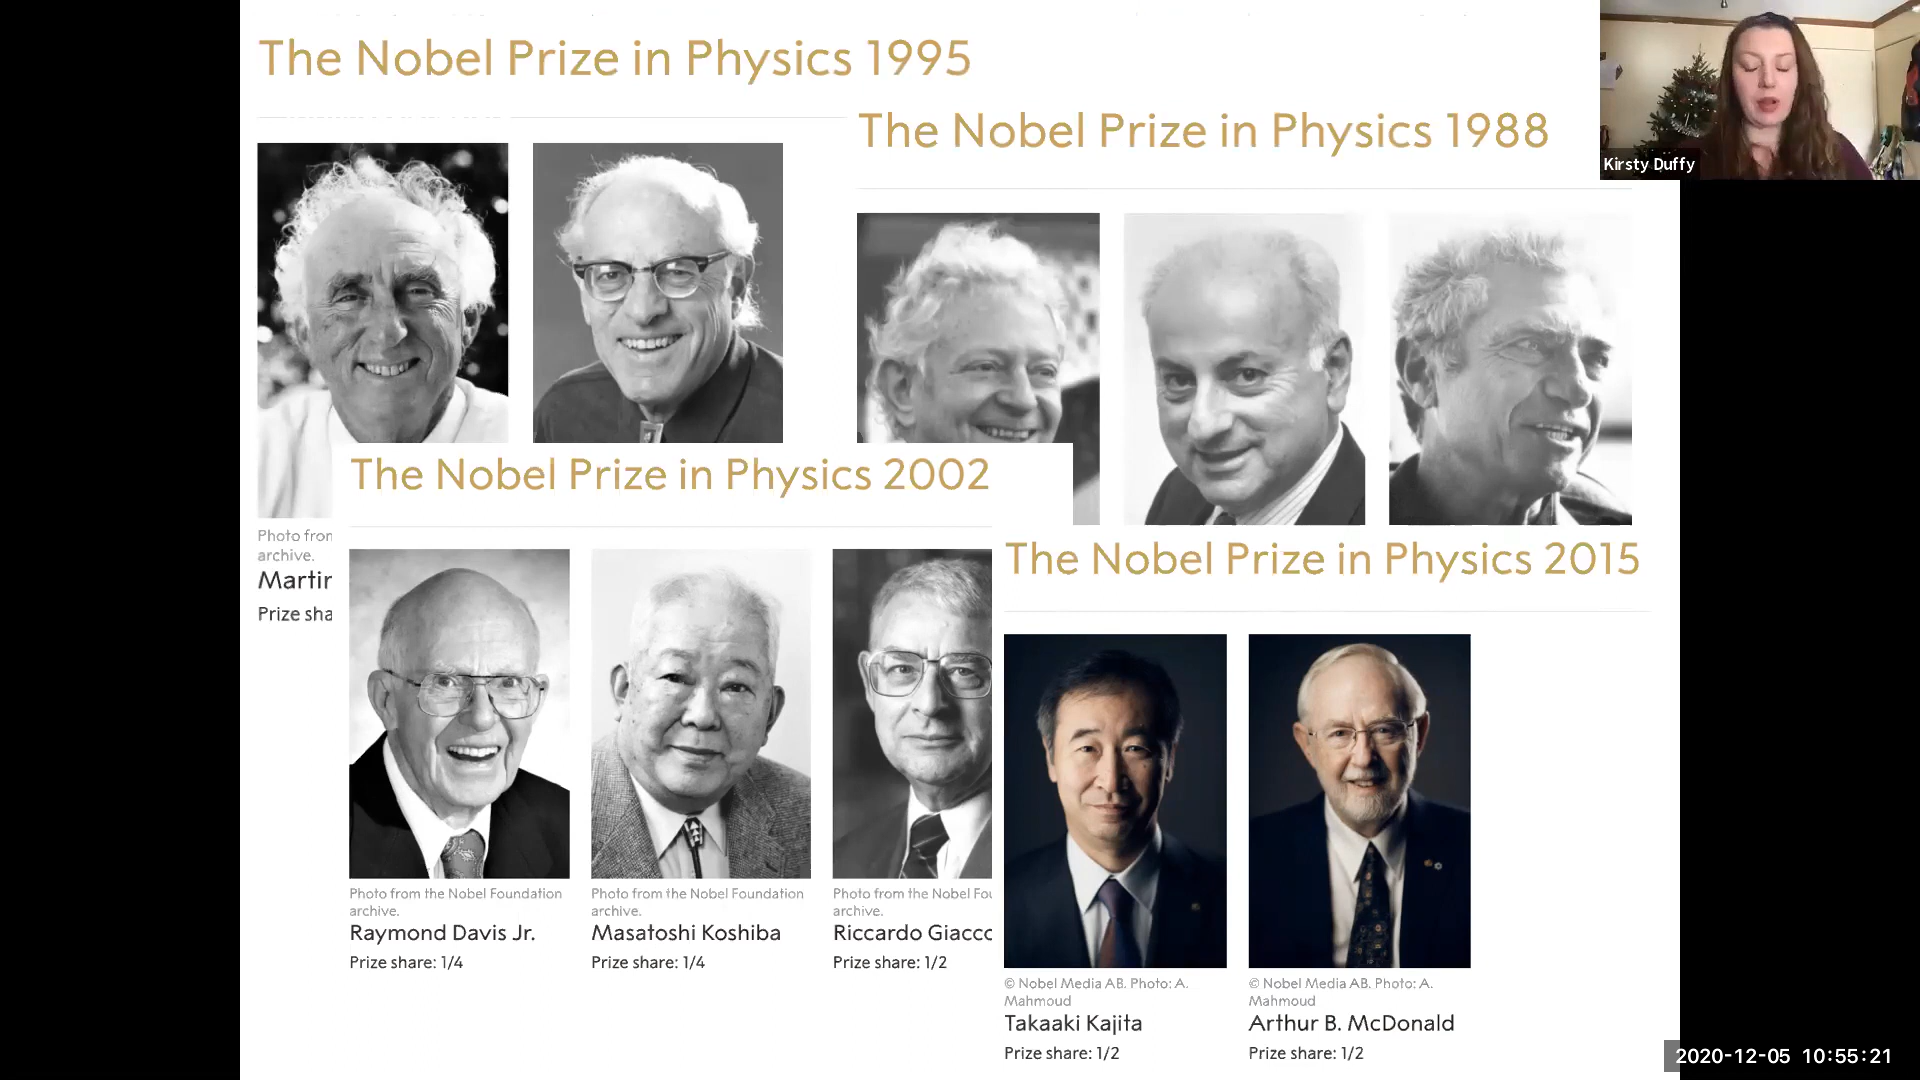 The Nobel Prize in Physics 1995
The Nobel Prize in Physics 1988
Kirsty Duffy
Photo from
archive.
Martin
Prize sha
The Nobel Prize in Physics 2002
Photo from the Nobel Foundation
archive.
Raymond Davis Jr.
Prize share: 1/4
Photo from the Nobel Foundation
archive.
Masatoshi Koshiba
Prize share: 1/4
Photo from the Nobel Fou
archive.
Riccardo Giacco
Prize share: 1/2
The Nobel Prize in Physics 2015
© Nobel Media AB. Photo: A.
Mahmoud
Takaaki Kajita
Prize share: 1/2
© Nobel Media AB. Photo: A.
Mahmoud
Arthur B. McDonald
Prize share: 1/2
2020-12-05 10:55:21